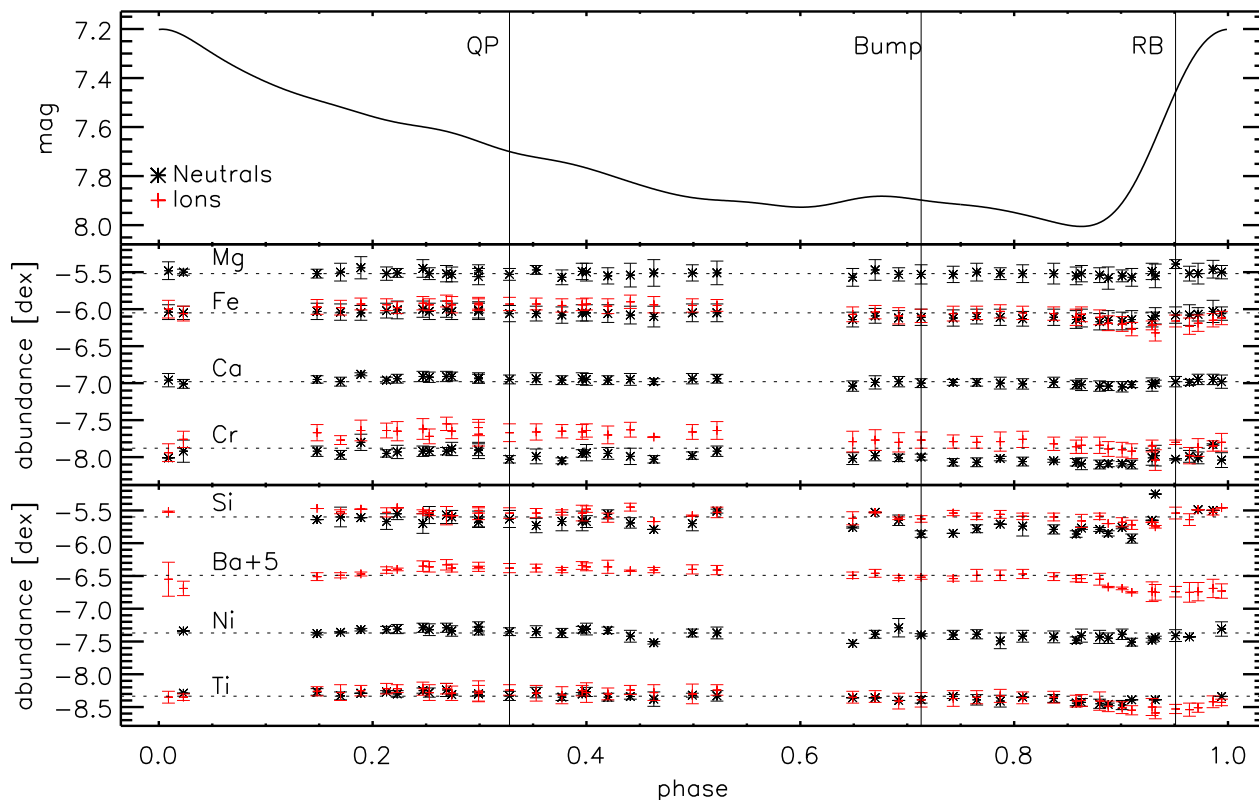 7.2
7.4
7.6
7.8
8.0
mag
QP
Bump
RB
Neutrals
Ions
−5.5
−6.0
−6.5
−7.0
−7.5
−8.0
abundance [dex]
Mg
Fe
Ca
Cr
−5.5
−6.0
−6.5
−7.0
−7.5
−8.0
−8.5
abundance [dex]
Si
Ba+5
Ni
Ti
0.0
0.2
0.4
0.6
0.8
1.0
phase